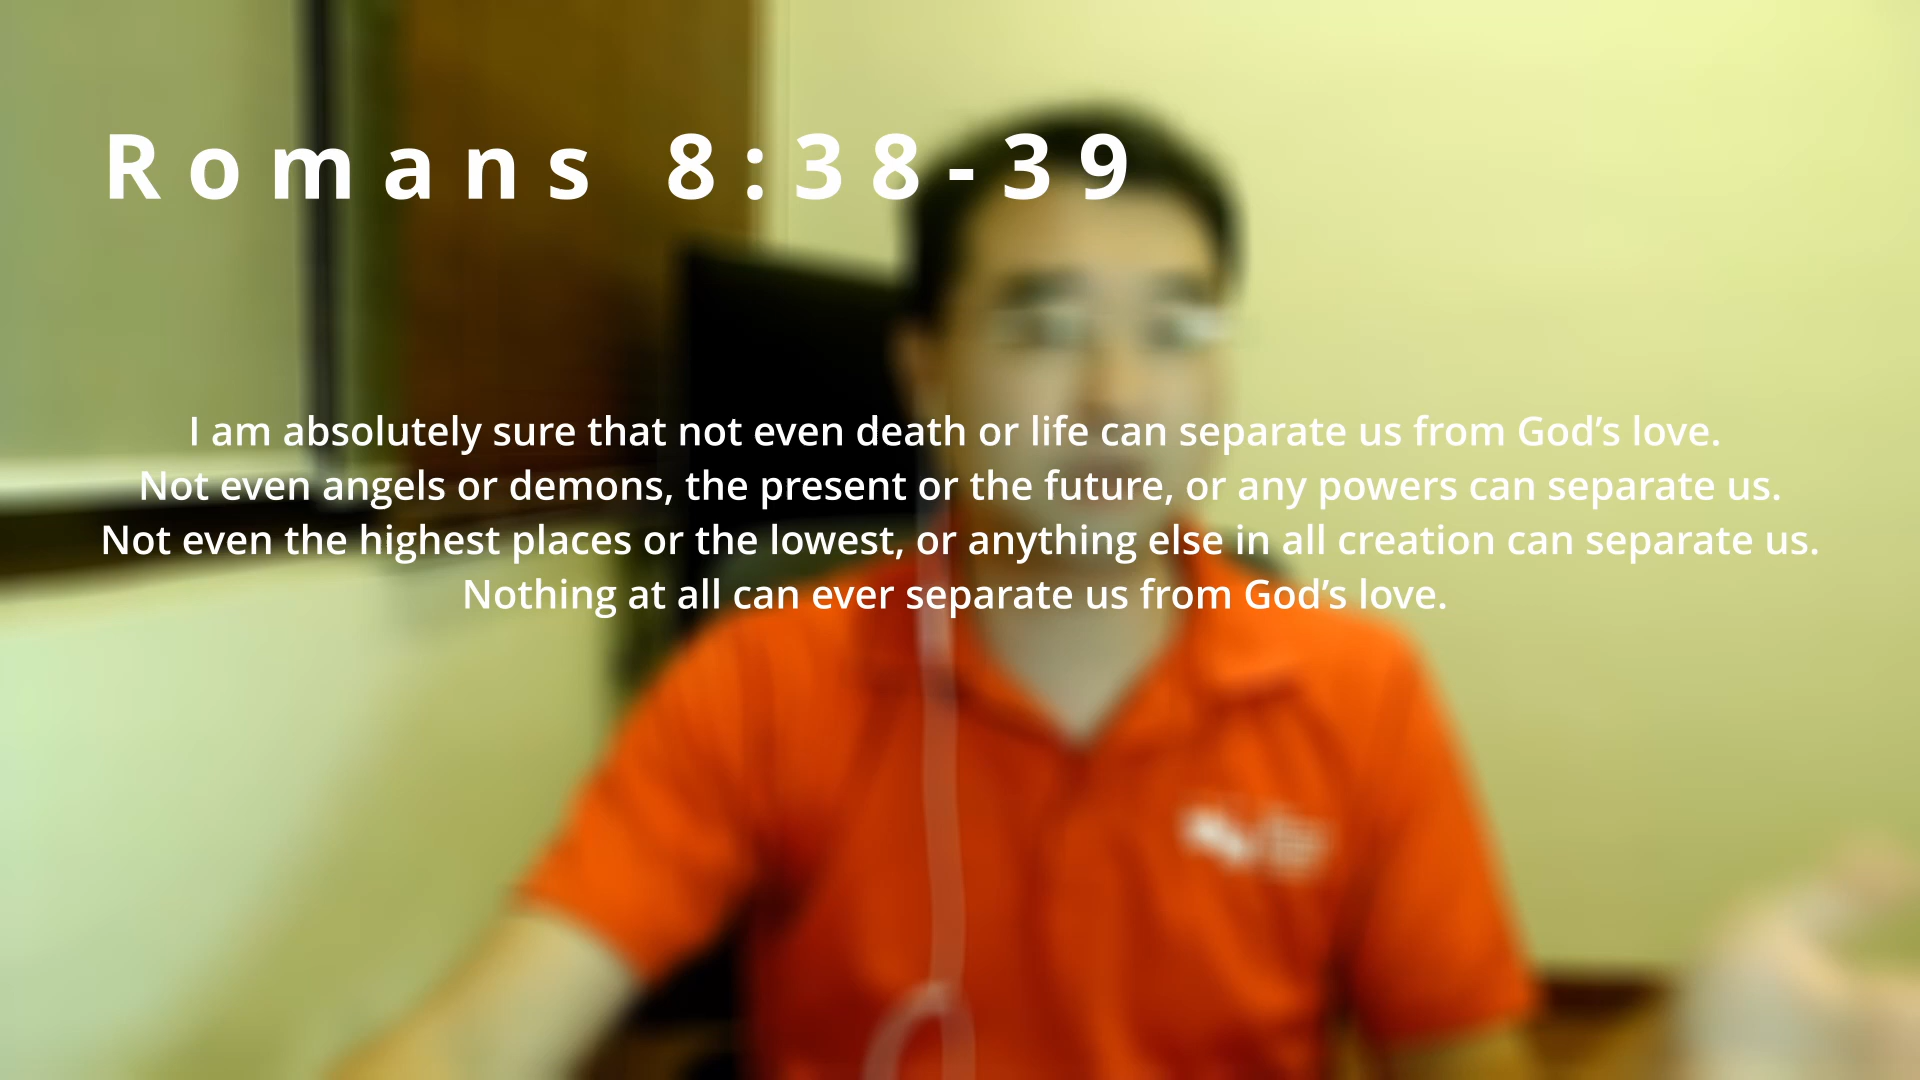 Romans 8:38-39
I am absolutely sure that not even death or life can separate us from God’s love.
Not even angels or demons, the present or the future, or any powers can separate us.
Not even the highest places or the lowest, or anything else in all creation can separate us.
Nothing at all can ever separate us from God’s love.